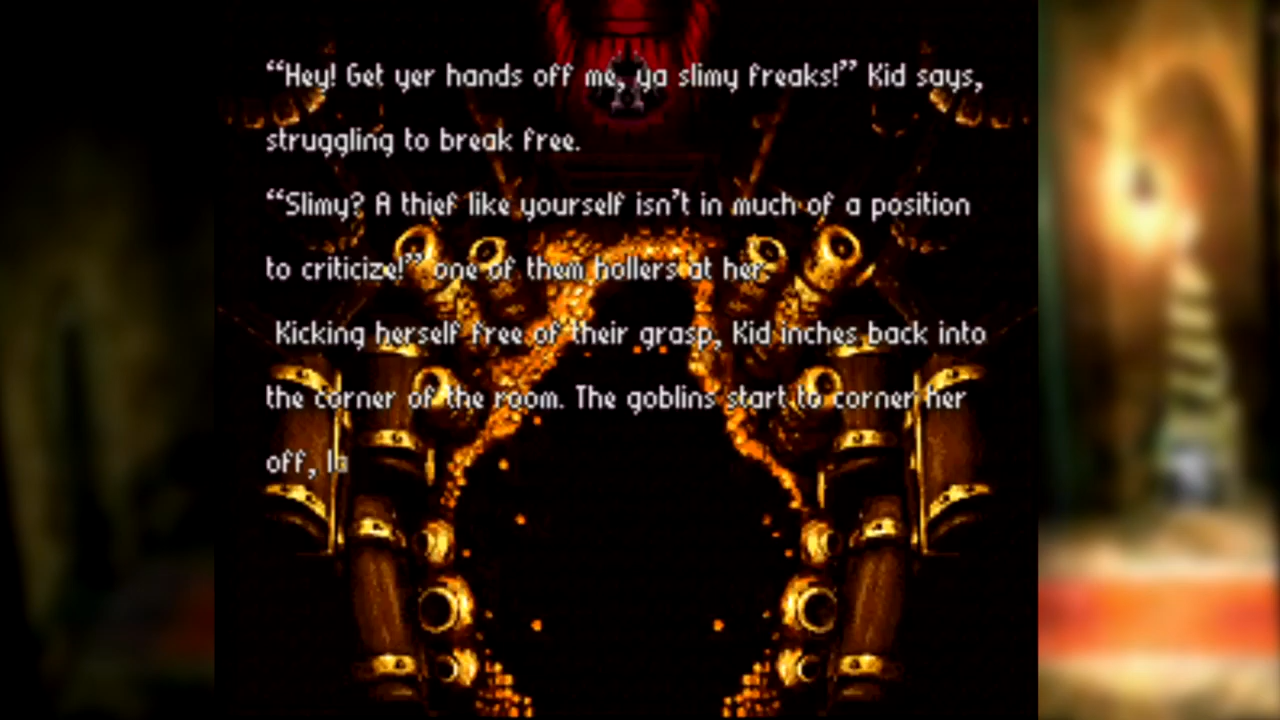 “Hey! Get yer hands off me, ya slimy freaks!” Kid says,
struggling to break free.
“Slimy? A thief like yourself isn’t in much of a position
to criticize!” one of them hollers at her.
Kicking herself free of their grasp, Kid inches back into
the corner of the room. The goblins start to corner her
off, la